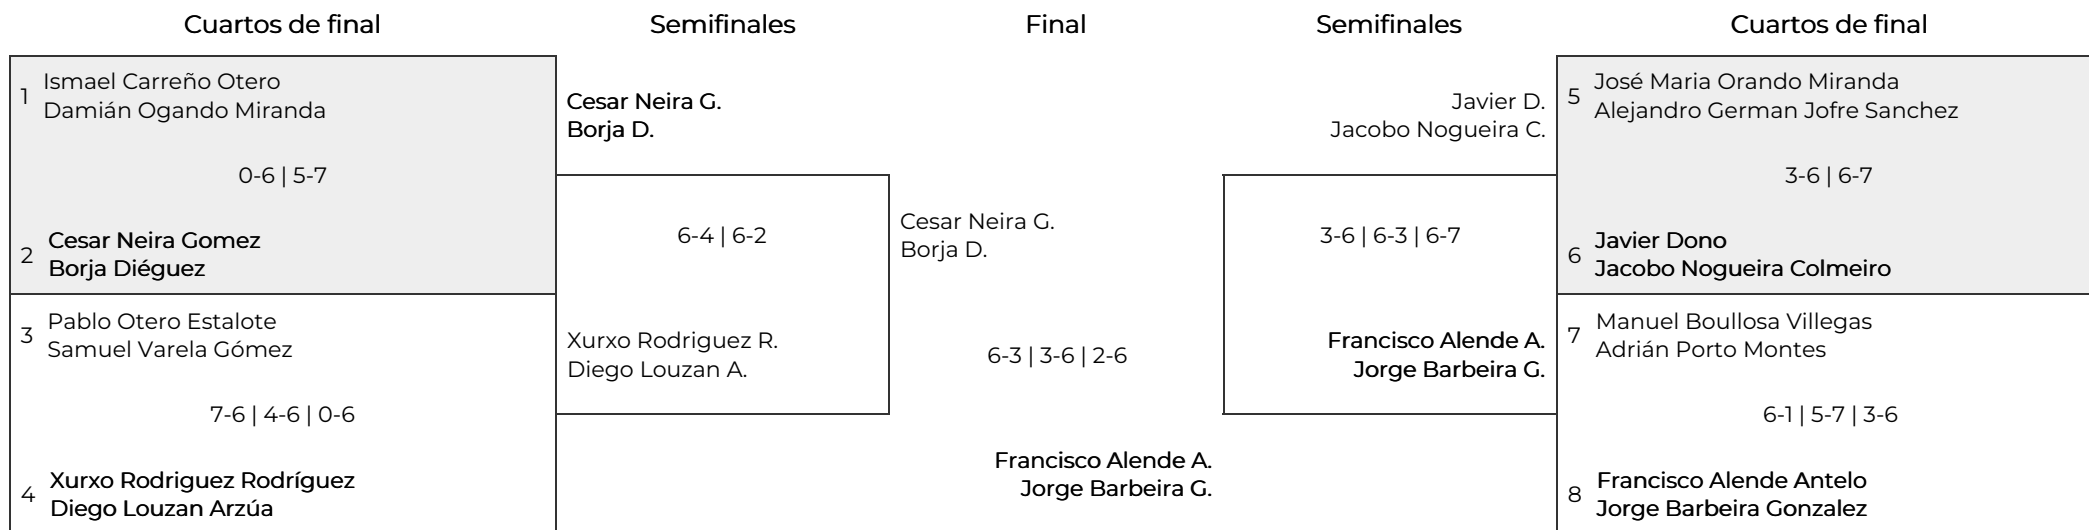 Cuartos de final
Semifinales
Final
Semifinales
Cuartos de final
1
Ismael Carreño Otero
Damián Ogando Miranda
0-6 | 5-7
2
Cesar Neira Gomez
Borja Diéguez
3
Pablo Otero Estalote
Samuel Varela Gómez
7-6 | 4-6 | 0-6
4
Xurxo Rodriguez Rodríguez
Diego Louzan Arzúa
Cesar Neira G.
Borja D.
6-4 | 6-2
Xurxo Rodriguez R.
Diego Louzan A.
Cesar Neira G.
Borja D.
6-3 | 3-6 | 2-6
Francisco Alende A.
Jorge Barbeira G.
Javier D.
Jacobo Nogueira C.
3-6 | 6-3 | 6-7
Francisco Alende A.
Jorge Barbeira G.
5
José Maria Orando Miranda
Alejandro German Jofre Sanchez
3-6 | 6-7
6
Javier Dono
Jacobo Nogueira Colmeiro
7
Manuel Boullosa Villegas
Adrián Porto Montes
6-1 | 5-7 | 3-6
8
Francisco Alende Antelo
Jorge Barbeira Gonzalez